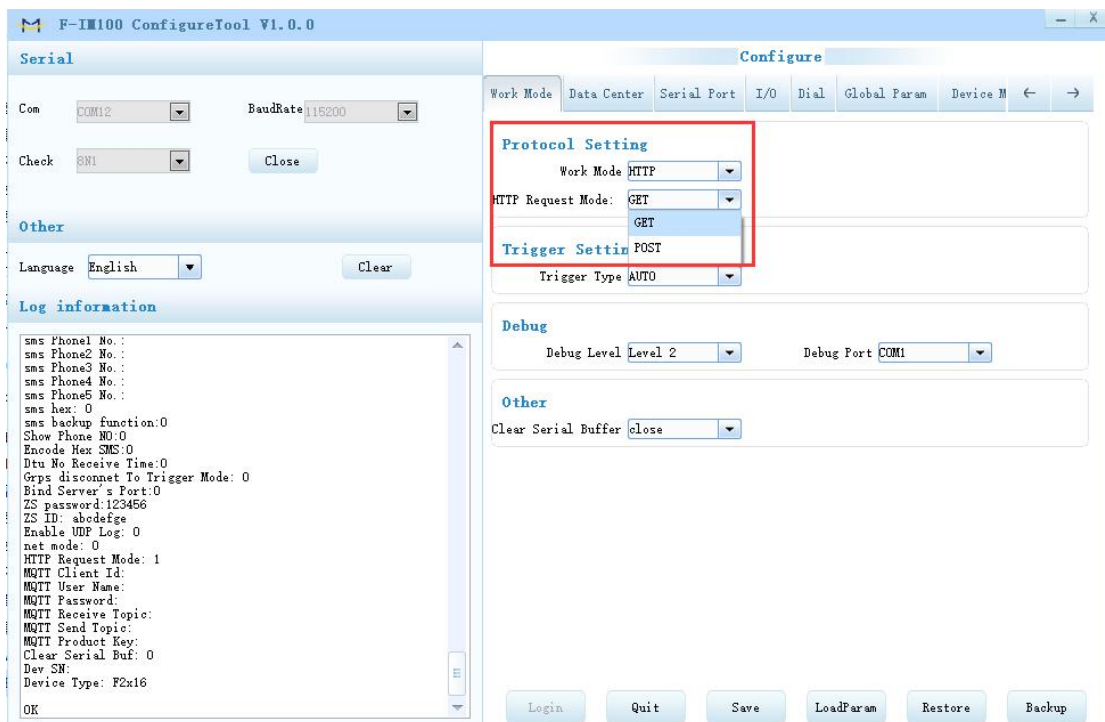 F-IM100 ConfigureTool V1.0.0
Serial
Com COM12 BaudRate 115200
Check 8N1 Close
Other
Language English Clear
Log information
sms Phone1 No.:
sms Phone2 No.:
sms Phone3 No.:
sms Phone4 No.:
sms Phone5 No.:
sms hex: 0
sms backup function:0
Show Phone NO:0
Encode Hex SMS:0
Dtu No Receive Time:0
Grps disconnet To Trigger Mode: 0
Bind Server's Port:0
ZS password:123456
ZS ID: abcdefge
Enable UDP Log: 0
net mode: 0
HTTP Request Mode: 1
MQTT Client Id:
MQTT User Name:
MQTT Password:
MQTT Receive Topic:
MQTT Send Topic:
MQTT Product Key:
Clear Serial Buf: 0
Dev SN:
Device Type: F2x16
OK
Configure
Work Mode Data Center Serial Port I/O Dial Global Param Device M ← →
Protocol Setting
Work Mode HTTP
HTTP Request Mode: GET
GET
POST
Trigger Settin
Trigger Type AUTO
Debug
Debug Level Level 2 Debug Port COM1
Other
Clear Serial Buffer close
Login Quit Save LoadParam Restore Backup